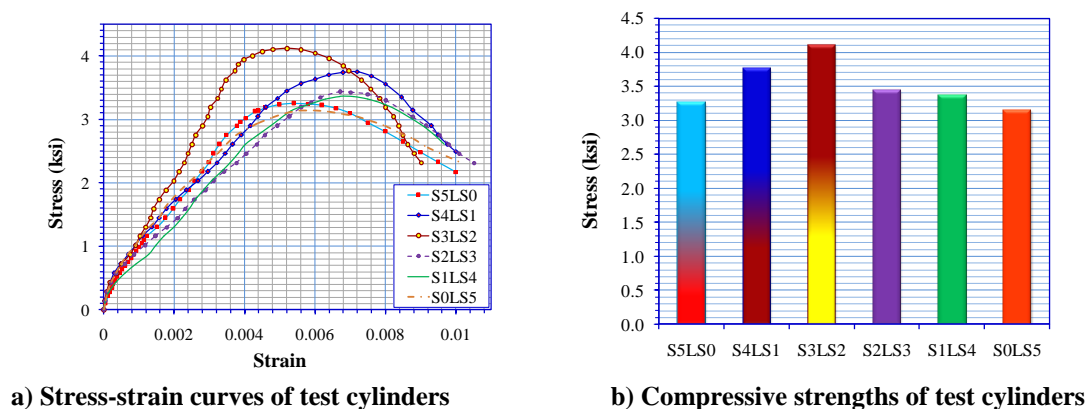 4
3
2
1
0
Stress (ksi)
0
0.002
0.004
0.006
0.008
0.01
Strain
S5LS0
S4LS1
S3LS2
S2LS3
S1LS4
S0LS5
a) Stress-strain curves of test cylinders
4.5
4.0
3.5
3.0
2.5
2.0
1.5
1.0
0.5
0.0
Stress (ksi)
S5LS0
S4LS1
S3LS2
S2LS3
S1LS4
S0LS5
b) Compressive strengths of test cylinders